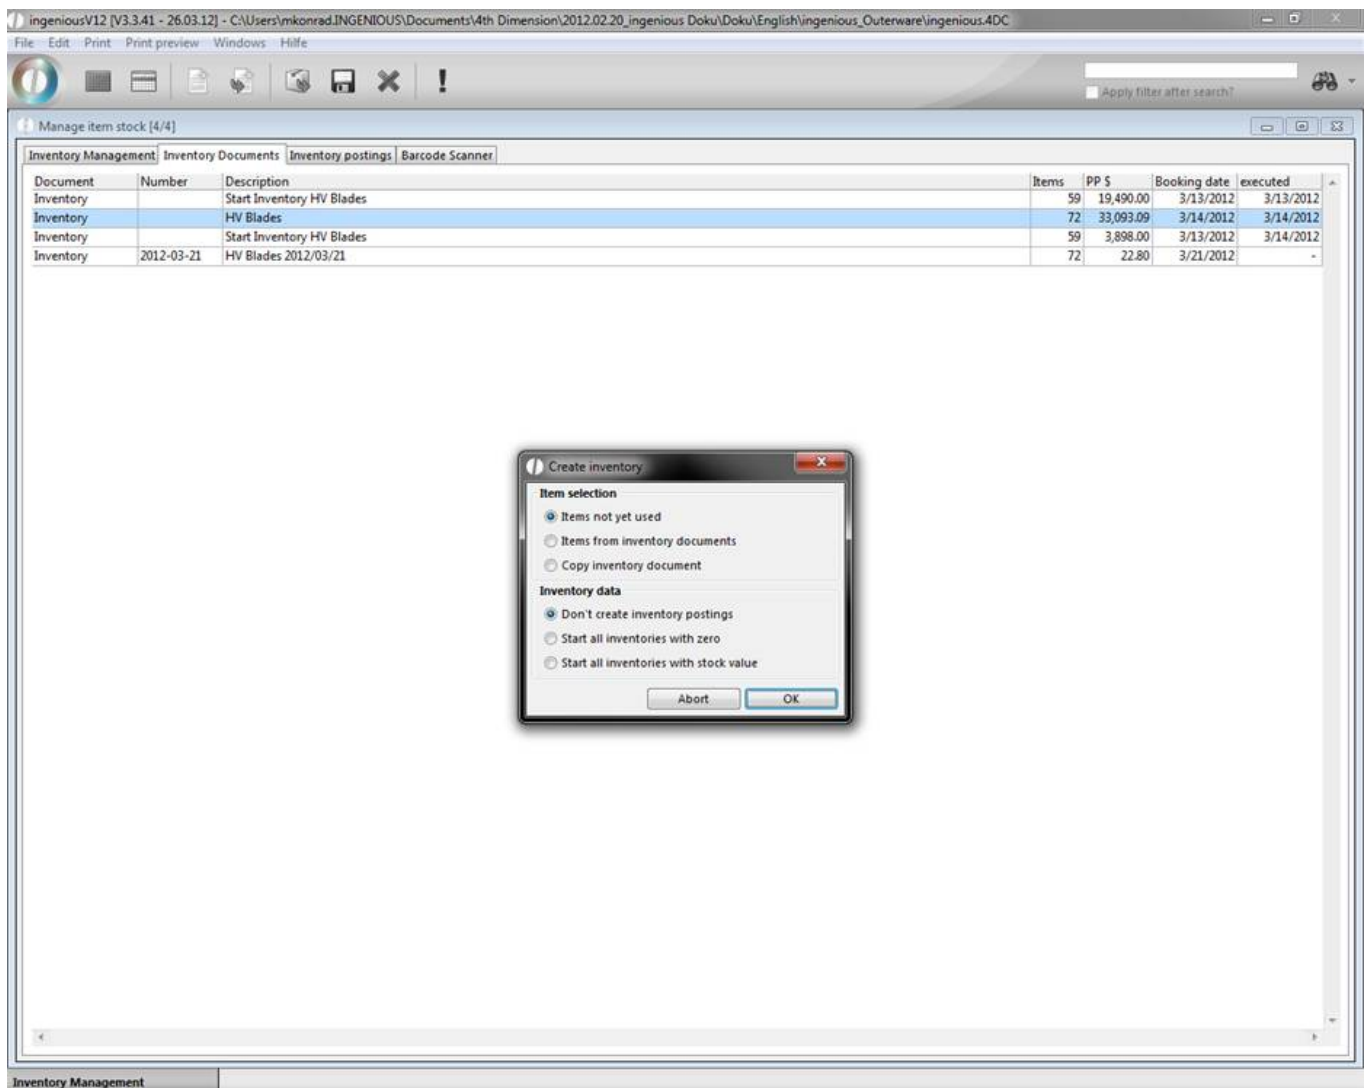 ingeniousV12 [V3.3.41 - 26.03.12] - C:\Users\mkonrad.INGENIOUS\Documents\4th Dimension\2012.02.20_ingenious Doku\Doku\English\ingenious_Outerware\ingenious.4DC
File Edit Print Print preview Windows Hilfe
Apply filter after search?
Manage item stock [4/4]
Inventory Management Inventory Documents Inventory postings Barcode Scanner
Document Number Description Items PP $ Booking date executed
Inventory Start Inventory HV Blades 59 19,490.00 3/13/2012 3/13/2012
Inventory HV Blades 72 33,093.09 3/14/2012 3/14/2012
Inventory Start Inventory HV Blades 59 3,898.00 3/13/2012 3/14/2012
Inventory 2012-03-21 HV Blades 2012/03/21 72 22.80 3/21/2012 -
Create inventory
Item selection
Items not yet used
Items from inventory documents
Copy inventory document
Inventory data
Don't create inventory postings
Start all inventories with zero
Start all inventories with stock value
Abort OK
Inventory Management